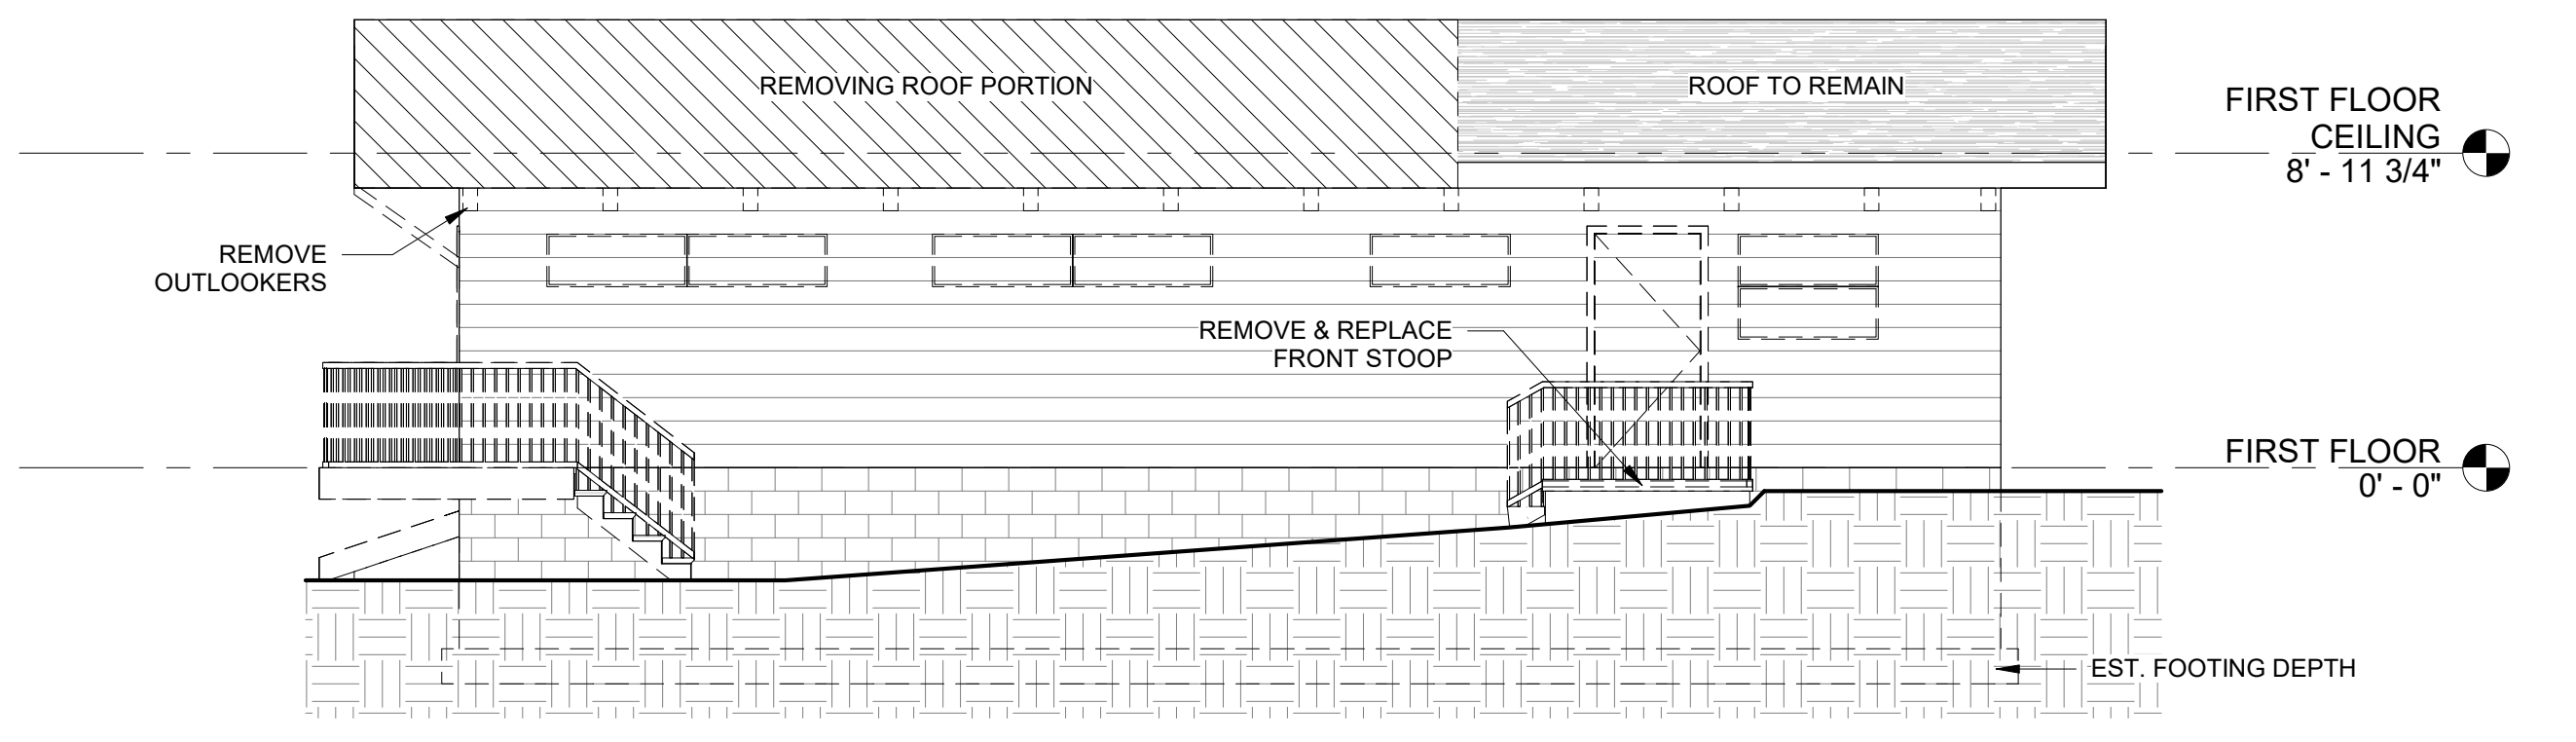 REMOVING ROOF PORTION
ROOF TO REMAIN
FIRST FLOOR
CEILING
8' - 11 3/4"
REMOVE
OUTLOOKERS
REMOVE & REPLACE
FRONT STOOP
FIRST FLOOR
0' - 0"
EST. FOOTING DEPTH